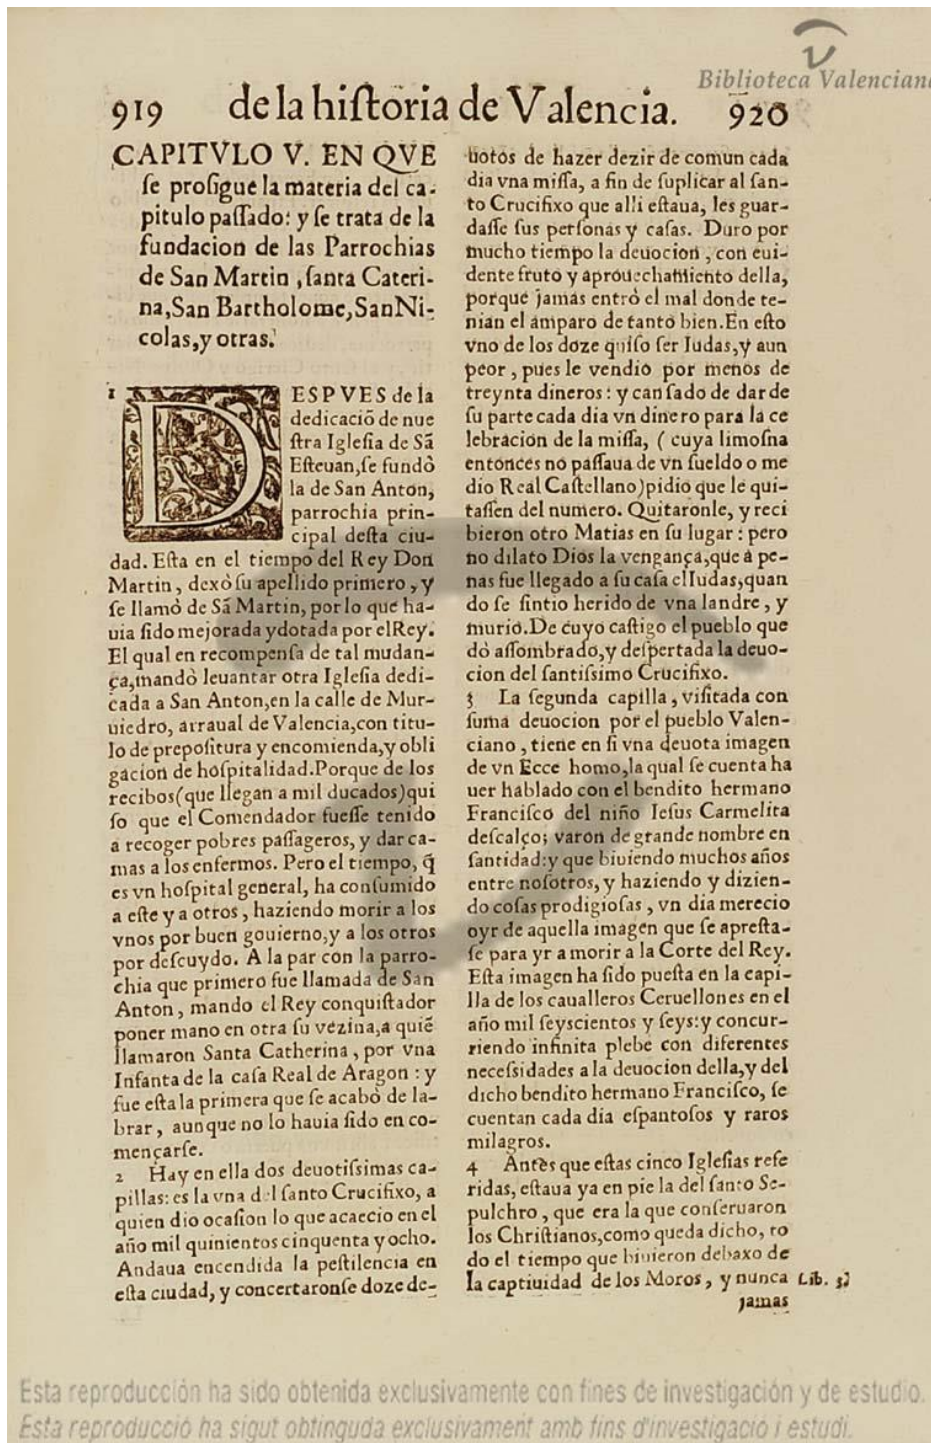 Biblioteca Valenciana
919 de la hiſtoria de Valencia. 920
CAPITVLO V. EN QVE
ſe proſigue la materia del ca-
pitulo paſſado: y ſe trata de la
fundacion de las Parrochias
de San Martin, ſanta Cateri-
na, San Bartholome, San Ni-
colas, y otras.
1 DESPVES de la
dedicaciõ de nue
ſtra Igleſia de Sã
Eſteuan, ſe fundò
la de San Anton,
parrochia prin-
cipal deſta ciu-
dad. Eſta en el tiempo del Rey Don
Martin, dexò ſu apellido primero, y
ſe llamò de Sã Martin, por lo que ha-
uia ſido mejorada y dotada por el Rey.
El qual en recompenſa de tal mudan-
ça, mandò leuantar otra Igleſia dedi-
cada a San Anton, en la calle de Mur-
uiedro, arraual de Valencia, con titu-
lo de prepoſitura y encomienda, y obli
gacion de hoſpitalidad. Porque de los
recibos (que llegan a mil ducados) qui
ſo que el Comendador fueſſe tenido
a recoger pobres paſſageros, y dar ca-
mas a los enfermos. Pero el tiempo, q̃
es vn hoſpital general, ha conſumido
a eſte y a otros, haziendo morir a los
vnos por buen gouierno, y a los otros
por deſcuydo. A la par con la parro-
chia que primero fue llamada de San
Anton, mando el Rey conquiſtador
poner mano en otra ſu vezina, a quiẽ
llamaron Santa Catherina, por vna
Infanta de la caſa Real de Aragon: y
fue eſta la primera que ſe acabò de la-
brar, aunque no lo hauia ſido en co-
mençarſe.
2 Hay en ella dos deuotiſsimas ca-
pillas: es la vna del ſanto Crucifixo, a
quien dio ocaſion lo que acaecio en el
año mil quinientos cinquenta y ocho.
Andaua encendida la peſtilencia en
eſta ciudad, y concertaronſe doze de-
uotos de hazer dezir de comun cada
dia vna miſſa, a fin de ſuplicar al ſan-
to Crucifixo que alli eſtaua, les guar-
daſſe ſus perſonas y caſas. Duro por
mucho tiempo la deuocion, con eui-
dente fruto y aprouechamiento della,
porque jamas entrò el mal donde te-
nian el amparo de tanto bien. En eſto
vno de los doze quiſo ſer Iudas, y aun
peor, pues le vendio por menos de
treynta dineros: y canſado de dar de
ſu parte cada dia vn dinero para la ce
lebracion de la miſſa, (cuya limoſna
entonces no paſſaua de vn ſueldo o me
dio Real Caſtellano) pidio que le qui-
taſſen del numero. Quitaronle, y reci
bieron otro Matias en ſu lugar: pero
no dilato Dios la vengança, que à pe-
nas fue llegado a ſu caſa el Iudas, quan
do ſe ſintio herido de vna landre, y
murio. De cuyo caſtigo el pueblo que
dò aſſombrado, y deſpertada la deuo-
cion del ſantiſsimo Crucifixo.
3 La ſegunda capilla, viſitada con
ſuma deuocion por el pueblo Valen-
ciano, tiene en ſi vna deuota imagen
de vn Ecce homo, la qual ſe cuenta ha
uer hablado con el bendito hermano
Franciſco del niño Ieſus Carmelita
deſcalço; varon de grande nombre en
ſantidad: y que biuiendo muchos años
entre noſotros, y haziendo y dizien-
do coſas prodigioſas, vn dia merecio
oyr de aquella imagen que ſe apreſta-
ſe para yr a morir a la Corte del Rey.
Eſta imagen ha ſido pueſta en la capi-
lla de los caualleros Ceruellones en el
año mil ſeyscientos y ſeys: y concur-
riendo infinita plebe con diferentes
neceſsidades a la deuocion della, y del
dicho bendito hermano Franciſco, ſe
cuentan cada dia eſpantoſos y raros
milagros.
4 Antes que eſtas cinco Igleſias refe
ridas, eſtaua ya en pie la del ſanto Se-
pulchro, que era la que conſeruaron
los Chriſtianos, como queda dicho, to
do el tiempo que biuieron debaxo de
la captiuidad de los Moros, y nunca Lib. 3.
jamas
Esta reproducción ha sido obtenida exclusivamente con fines de investigación y de estudio.
Esta reproducció ha sigut obtinguda exclusivament amb fins d'investigació i estudi.